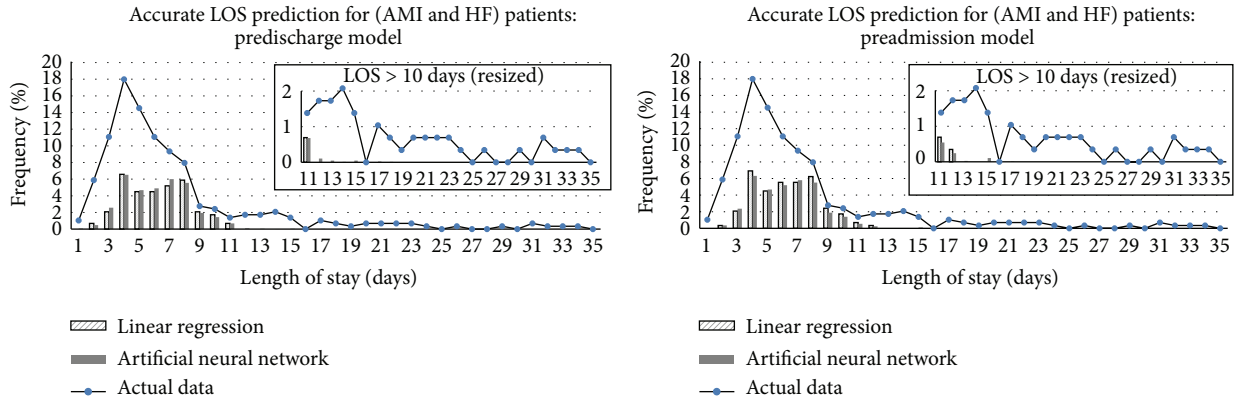 Accurate LOS prediction for (AMI and HF) patients:
predischarge model
Frequency (%)
20
18
16
14
12
10
8
6
4
2
0
LOS > 10 days (resized)
2
1
0
11 13 15 17 19 21 23 25 27 29 31 33 35
1 3 5 7 9 11 13 15 17 19 21 23 25 27 29 31 33 35
Length of stay (days)
Linear regression
Artificial neural network
Actual data
Accurate LOS prediction for (AMI and HF) patients:
preadmission model
Frequency (%)
20
18
16
14
12
10
8
6
4
2
0
LOS > 10 days (resized)
2
1
0
11 13 15 17 19 21 23 25 27 29 31 33 35
1 3 5 7 9 11 13 15 17 19 21 23 25 27 29 31 33 35
Length of stay (days)
Linear regression
Artificial neural network
Actual data